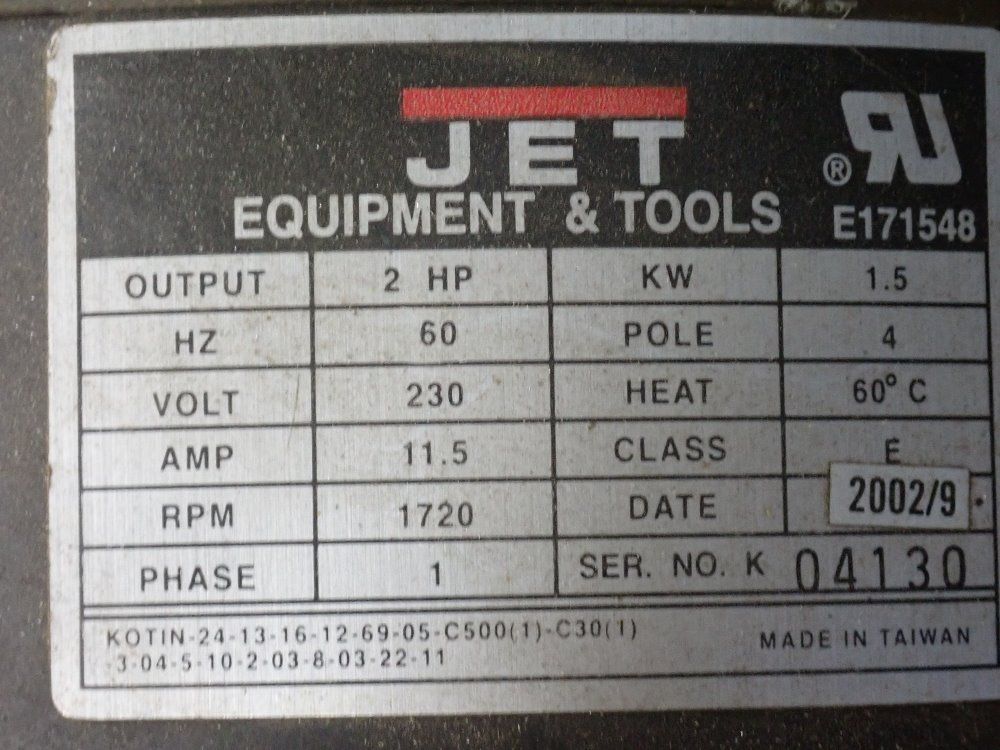 JET
® RU
EQUIPMENT & TOOLS
E171548
OUTPUT 2 HP KW 1.5
HZ 60 POLE 4
VOLT 230 HEAT 60° C
AMP 11.5 CLASS E
RPM 1720 DATE 2002/9
PHASE 1 SER. NO. K 04130
KOTIN-24-13-16-12-69-05-C500(1)-C30(1)
-3-04-5-10-2-03-8-03-22-11
MADE IN TAIWAN